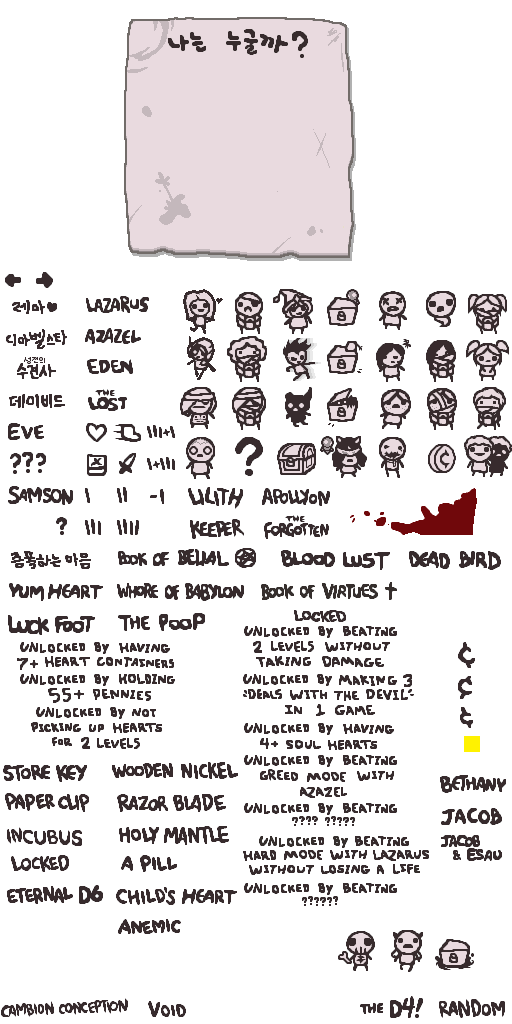 나는 누굴까?
레아 LAZARUS
디아벨스타 AZAZEL
성전의
수견사 EDEN
데이비드 THE LOST
EVE III+I
??? I+III
SAMSON I II -I LILITH APOLLYON
? III IIII KEEPER THE FORGOTTEN
증폭하는 마음 BOOK OF BELIAL BLOOD LUST DEAD BIRD
YUM HEART WHORE OF BABYLON BOOK OF VIRTUES
LUCK FOOT THE POOP
LOCKED
UNLOCKED BY HAVING
7+ HEART CONTAINERS
UNLOCKED BY HOLDING
55+ PENNIES
UNLOCKED BY NOT
PICKING UP HEARTS
FOR 2 LEVELS
UNLOCKED BY BEATING
2 LEVELS WITHOUT
TAKING DAMAGE
UNLOCKED BY MAKING 3
"DEALS WITH THE DEVIL"
IN 1 GAME
UNLOCKED BY HAVING
4+ SOUL HEARTS
UNLOCKED BY BEATING
GREED MODE WITH
AZAZEL
UNLOCKED BY BEATING
???? ?????
UNLOCKED BY BEATING
HARD MODE WITH LAZARUS
WITHOUT LOSING A LIFE
UNLOCKED BY BEATING
??????
¢
¢
¢
¢
STORE KEY WOODEN NICKEL
PAPER CLIP RAZOR BLADE
INCUBUS HOLY MANTLE
LOCKED A PILL
ETERNAL D6 CHILD'S HEART
ANEMIC
BETHANY
JACOB
JACOB
& ESAU
CAMBION CONCEPTION VOID THE D4! RANDOM